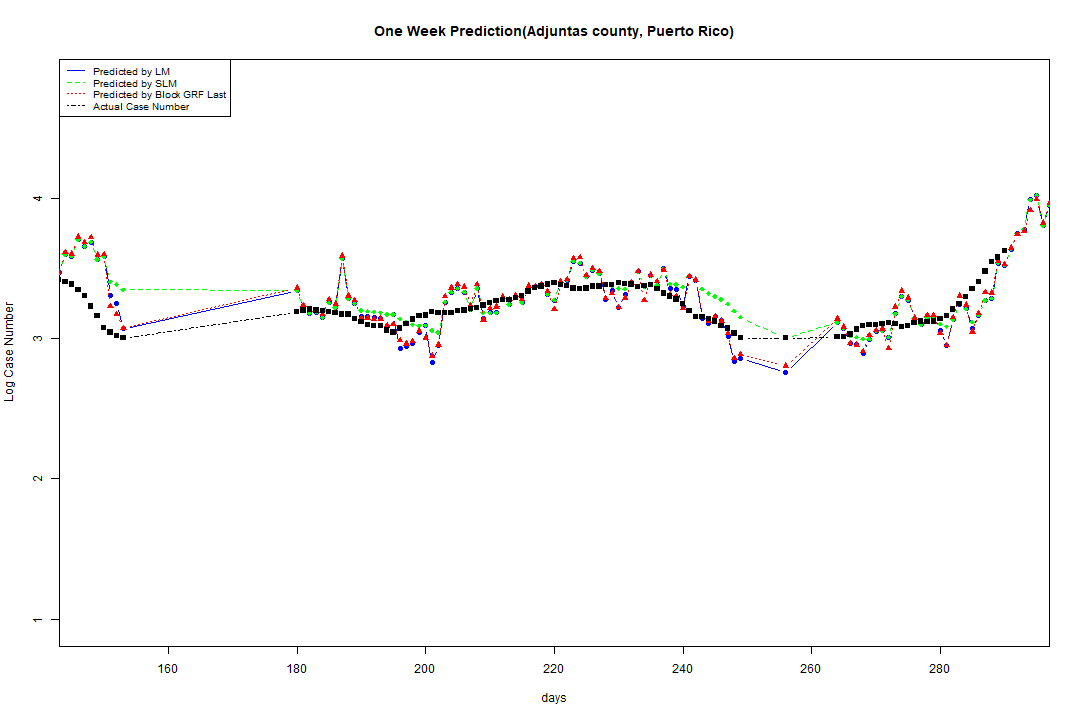 One Week Prediction(Adjuntas county, Puerto Rico)
Predicted by LM
Predicted by SLM
Predicted by Block GRF Last
Actual Case Number
Log Case Number
4
3
2
1
160 180 200 220 240 260 280
days